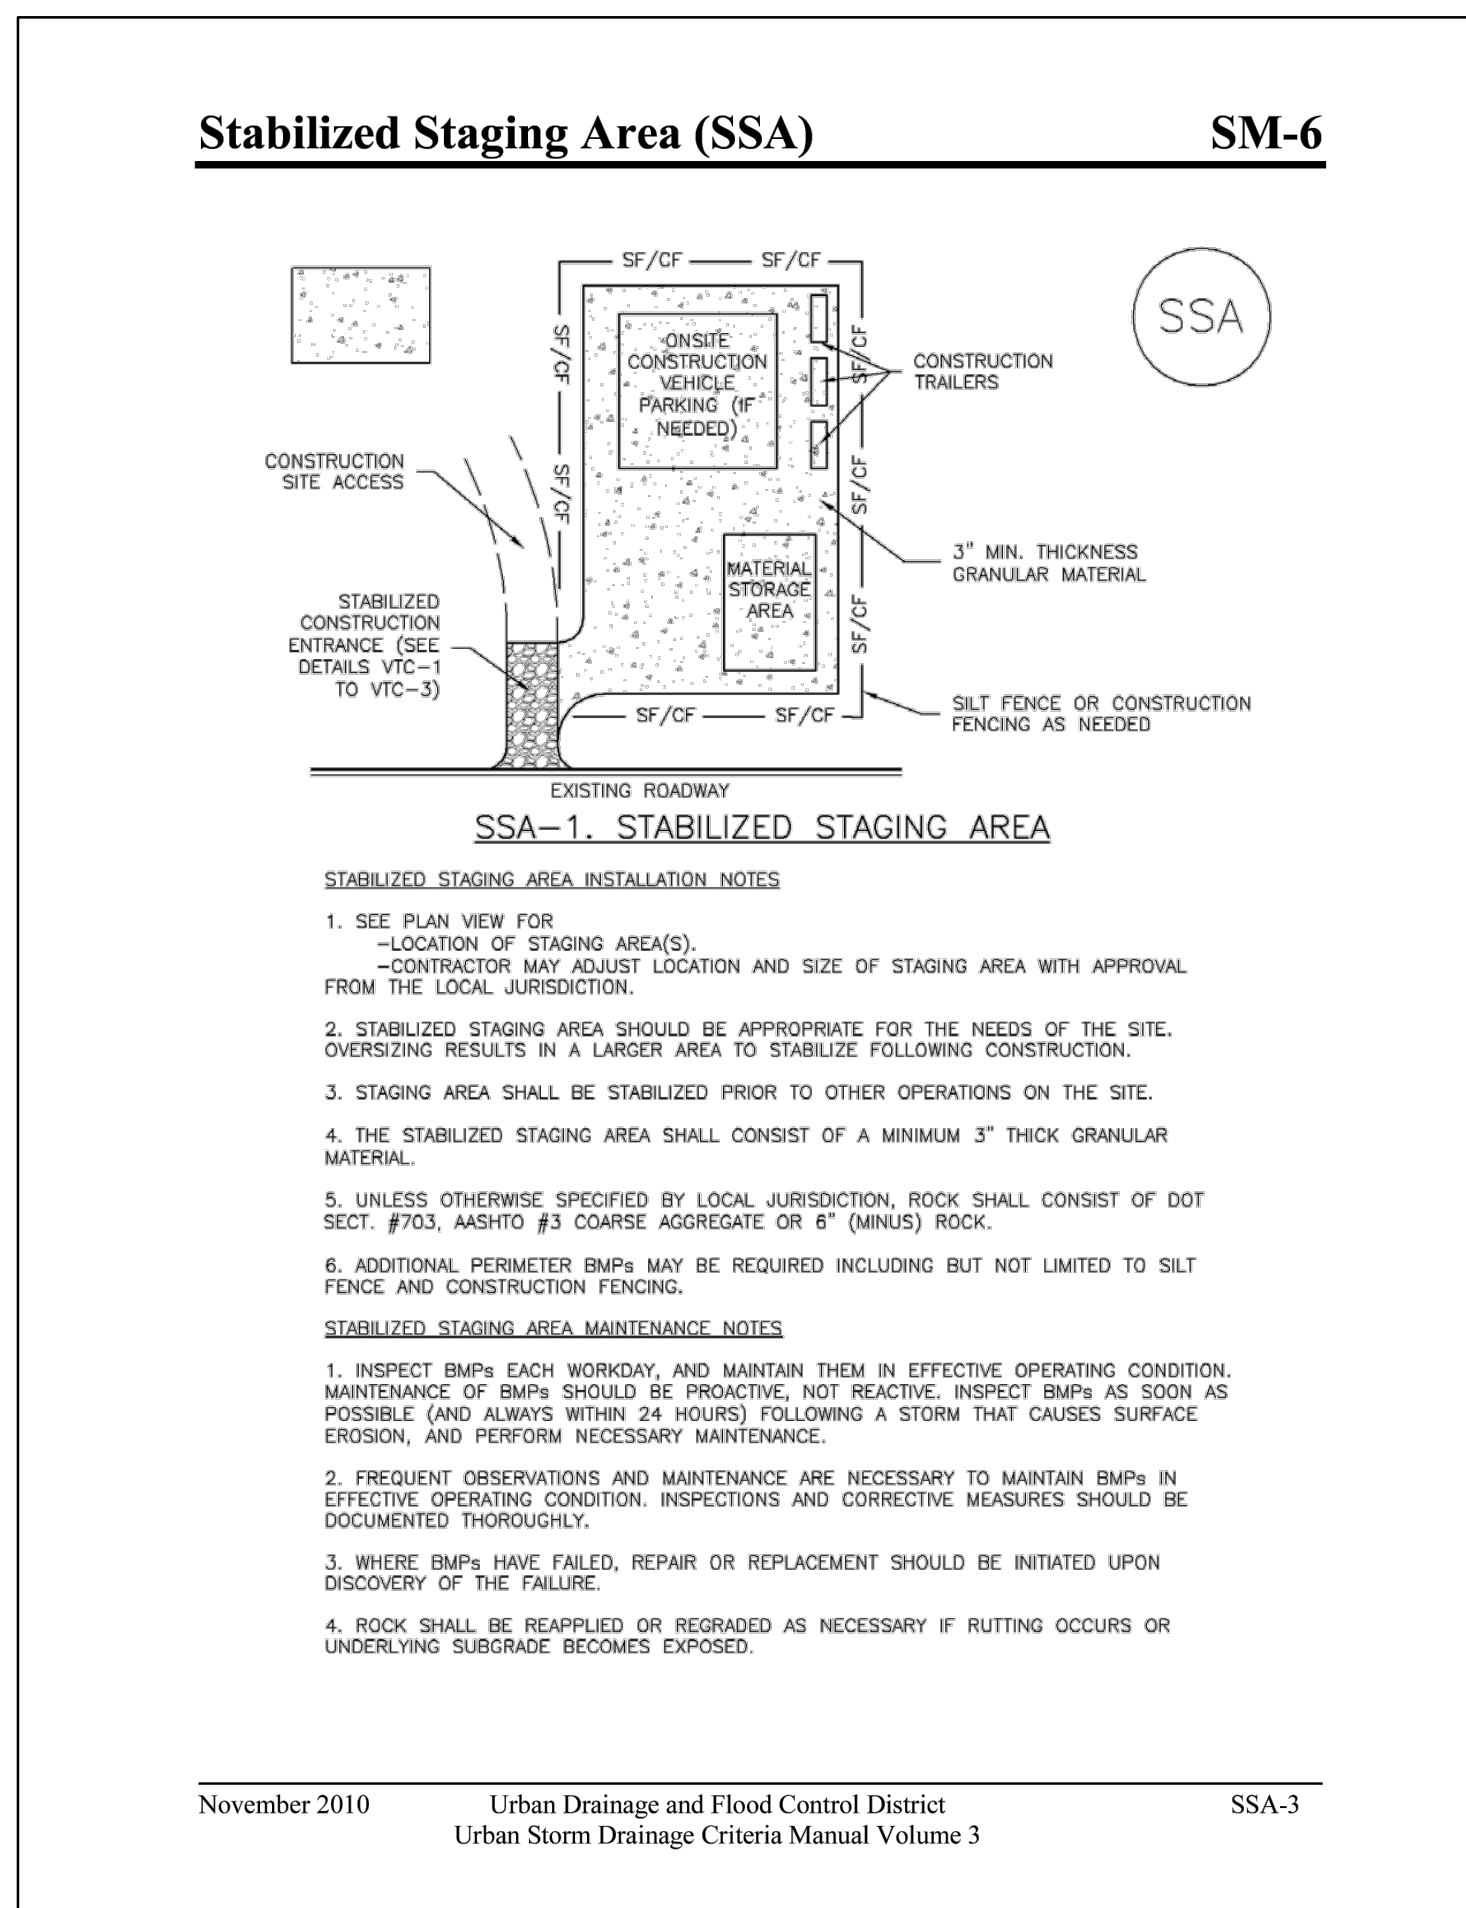 Stabilized Staging Area (SSA) SM-6
SF/CF SF/CF
SSA
SF/CF
SF/CF
ONSITE
CONSTRUCTION
VEHICLE
PARKING (IF
NEEDED)
CONSTRUCTION
TRAILERS
CONSTRUCTION
SITE ACCESS
SF/CF
SF/CF
3" MIN. THICKNESS
GRANULAR MATERIAL
MATERIAL
STORAGE
AREA
STABILIZED
CONSTRUCTION
ENTRANCE (SEE
DETAILS VTC-1
TO VTC-3)
SF/CF
SILT FENCE OR CONSTRUCTION
FENCING AS NEEDED
SF/CF SF/CF
EXISTING ROADWAY
SSA-1. STABILIZED STAGING AREA
STABILIZED STAGING AREA INSTALLATION NOTES
1. SEE PLAN VIEW FOR
-LOCATION OF STAGING AREA(S).
-CONTRACTOR MAY ADJUST LOCATION AND SIZE OF STAGING AREA WITH APPROVAL
FROM THE LOCAL JURISDICTION.
2. STABILIZED STAGING AREA SHOULD BE APPROPRIATE FOR THE NEEDS OF THE SITE.
OVERSIZING RESULTS IN A LARGER AREA TO STABILIZE FOLLOWING CONSTRUCTION.
3. STAGING AREA SHALL BE STABILIZED PRIOR TO OTHER OPERATIONS ON THE SITE.
4. THE STABILIZED STAGING AREA SHALL CONSIST OF A MINIMUM 3" THICK GRANULAR
MATERIAL.
5. UNLESS OTHERWISE SPECIFIED BY LOCAL JURISDICTION, ROCK SHALL CONSIST OF DOT
SECT. #703, AASHTO #3 COARSE AGGREGATE OR 6" (MINUS) ROCK.
6. ADDITIONAL PERIMETER BMPs MAY BE REQUIRED INCLUDING BUT NOT LIMITED TO SILT
FENCE AND CONSTRUCTION FENCING.
STABILIZED STAGING AREA MAINTENANCE NOTES
1. INSPECT BMPs EACH WORKDAY, AND MAINTAIN THEM IN EFFECTIVE OPERATING CONDITION.
MAINTENANCE OF BMPs SHOULD BE PROACTIVE, NOT REACTIVE. INSPECT BMPs AS SOON AS
POSSIBLE (AND ALWAYS WITHIN 24 HOURS) FOLLOWING A STORM THAT CAUSES SURFACE
EROSION, AND PERFORM NECESSARY MAINTENANCE.
2. FREQUENT OBSERVATIONS AND MAINTENANCE ARE NECESSARY TO MAINTAIN BMPs IN
EFFECTIVE OPERATING CONDITION. INSPECTIONS AND CORRECTIVE MEASURES SHOULD BE
DOCUMENTED THOROUGHLY.
3. WHERE BMPs HAVE FAILED, REPAIR OR REPLACEMENT SHOULD BE INITIATED UPON
DISCOVERY OF THE FAILURE.
4. ROCK SHALL BE REAPPLIED OR REGRADED AS NECESSARY IF RUTTING OCCURS OR
UNDERLYING SUBGRADE BECOMES EXPOSED.
November 2010 Urban Drainage and Flood Control District SSA-3
Urban Storm Drainage Criteria Manual Volume 3